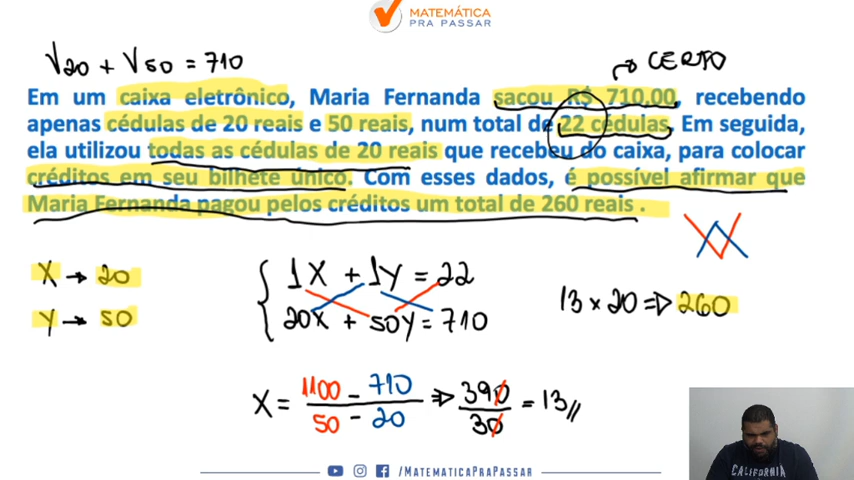 MATEMÁTICA
PRA PASSAR
V20 + V50 = 710
CERTO
Em um caixa eletrônico, Maria Fernanda sacou R$ 710,00, recebendo
apenas cédulas de 20 reais e 50 reais, num total de 22 cédulas. Em seguida,
ela utilizou todas as cédulas de 20 reais que recebeu do caixa, para colocar
créditos em seu bilhete único. Com esses dados, é possível afirmar que
Maria Fernanda pagou pelos créditos um total de 260 reais .
X → 20
Y → 50
1X + 1Y = 22
20X + 50Y = 710
13 × 20 ⇒ 260
X = 1100 - 710 / 50 - 20 ⇒ 390 / 30 = 13//
/MATEMATICAPRAPASSAR
CALIFORNIA